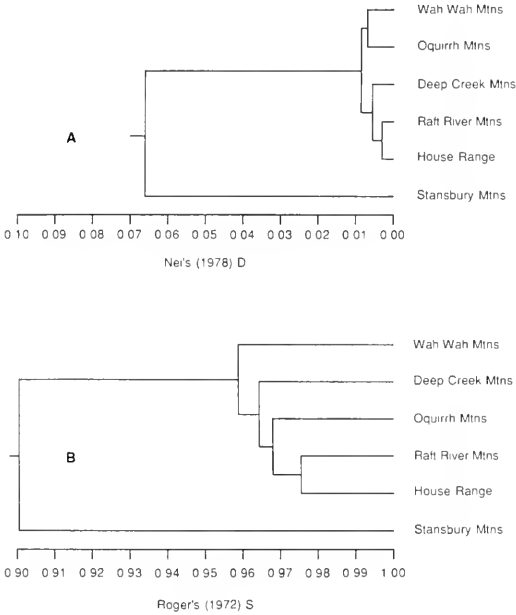 Wah Wah Mtns
Oquirrh Mtns
Deep Creek Mtns
A
Raft River Mtns
House Range
Stansbury Mtns
0 10 0 09 0 08 0 07 0 06 0 05 0 04 0 03 0 02 0 01 0 00
Nei's (1978) D
Wah Wah Mtns
Deep Creek Mtns
Oquirrh Mtns
B
Raft River Mtns
House Range
Stansbury Mtns
0 90 0 91 0 92 0 93 0 94 0 95 0 96 0 97 0 98 0 99 1 00
Roger's (1972) S